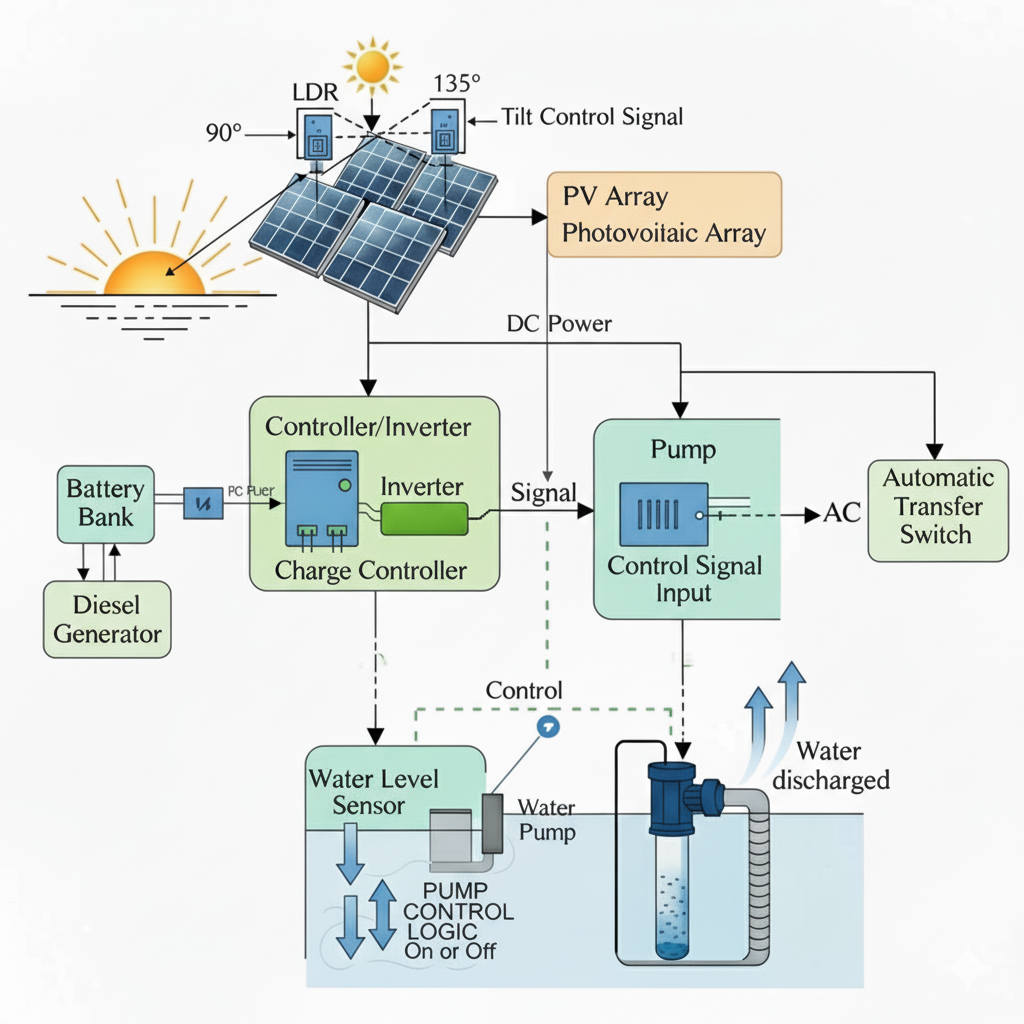 LDR
135°
90°
Tilt Control Signal
PV Array
Photovoitaic Array
DC Power
Controller/Inverter
Pump
Battery
Bank
Inverter
Signal
AC
Automatic
Transfer
Switch
Charge Controller
Control Signal
Input
Diesel
Generator
Control
Water Level
Sensor
Water
Pump
Water
discharged
PUMP
CONTROL
LOGIC
On or Off